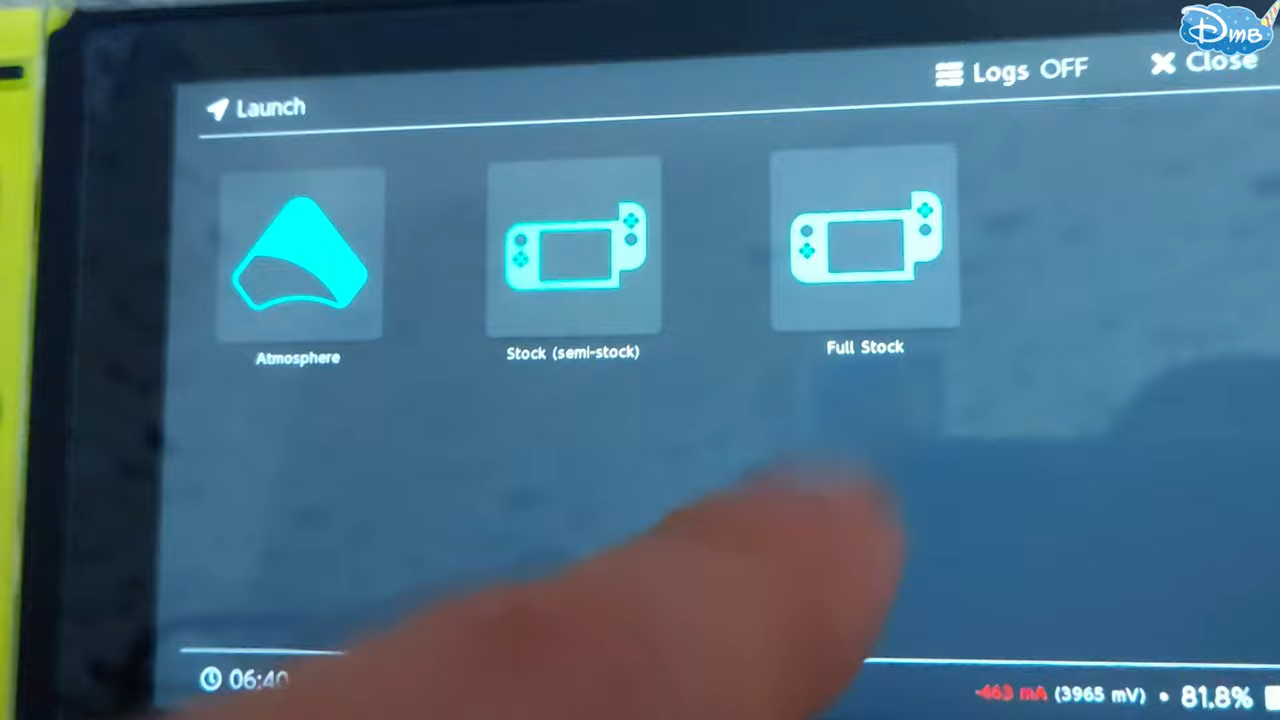 DMB
Logs OFF
Close
Launch
Atmosphere
Stock (semi-stock)
Full Stock
06:40
-463 mA (3965 mV) • 81.8%